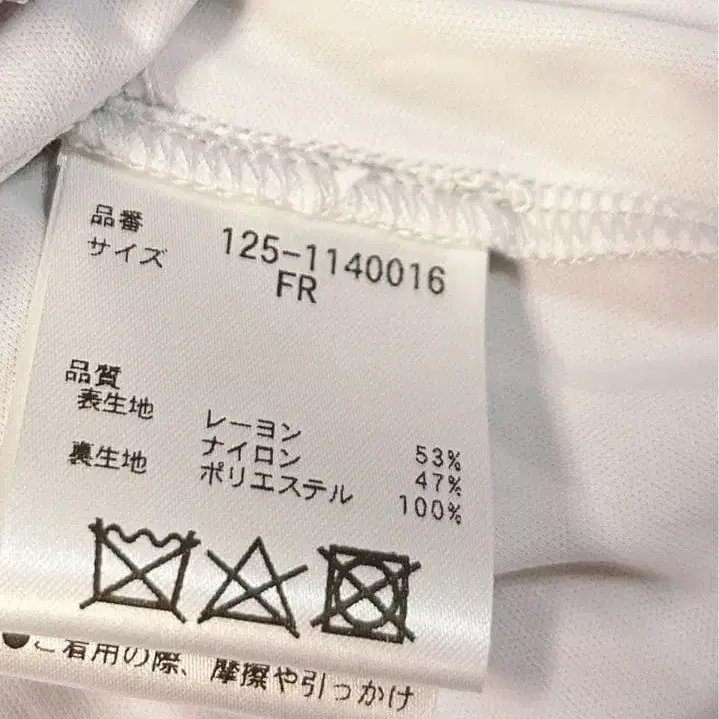 品番 125-1140016
サイズ FR
品質
表生地 レーヨン 53%
ナイロン 47%
裏生地 ポリエステル 100%
●ご着用の際、摩擦や引っかけ